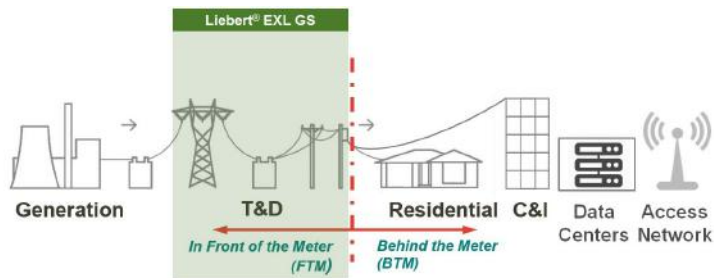 Liebert® EXL GS
Generation
T&D
Residential
C&I
Data
Centers
Access
Network
In Front of the Meter
(FTM)
Behind the Meter
(BTM)